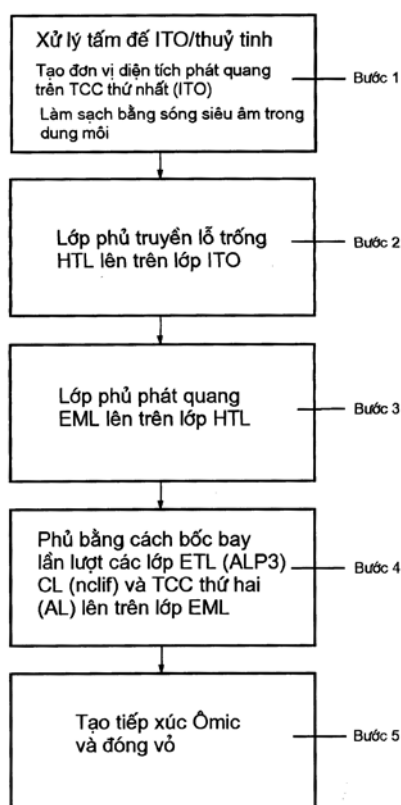 Xử lý tấm đế ITO/thuỷ tinh
Tạo đơn vị diện tích phát quang
trên TCC thứ nhất (ITO)
Làm sạch bằng sóng siêu âm trong
dung môi
Bước 1
Lớp phủ truyền lỗ trống
HTL lên trên lớp ITO
Bước 2
Lớp phủ phát quang
EML lên trên lớp HTL
Bước 3
Phủ bằng cách bốc bay
lần lượt các lớp ETL (ALP3)
CL (nclif) và TCC thứ hai
(AL) lên trên lớp EML
Bước 4
Tạo tiếp xúc Ômic
và đóng vỏ
Bước 5